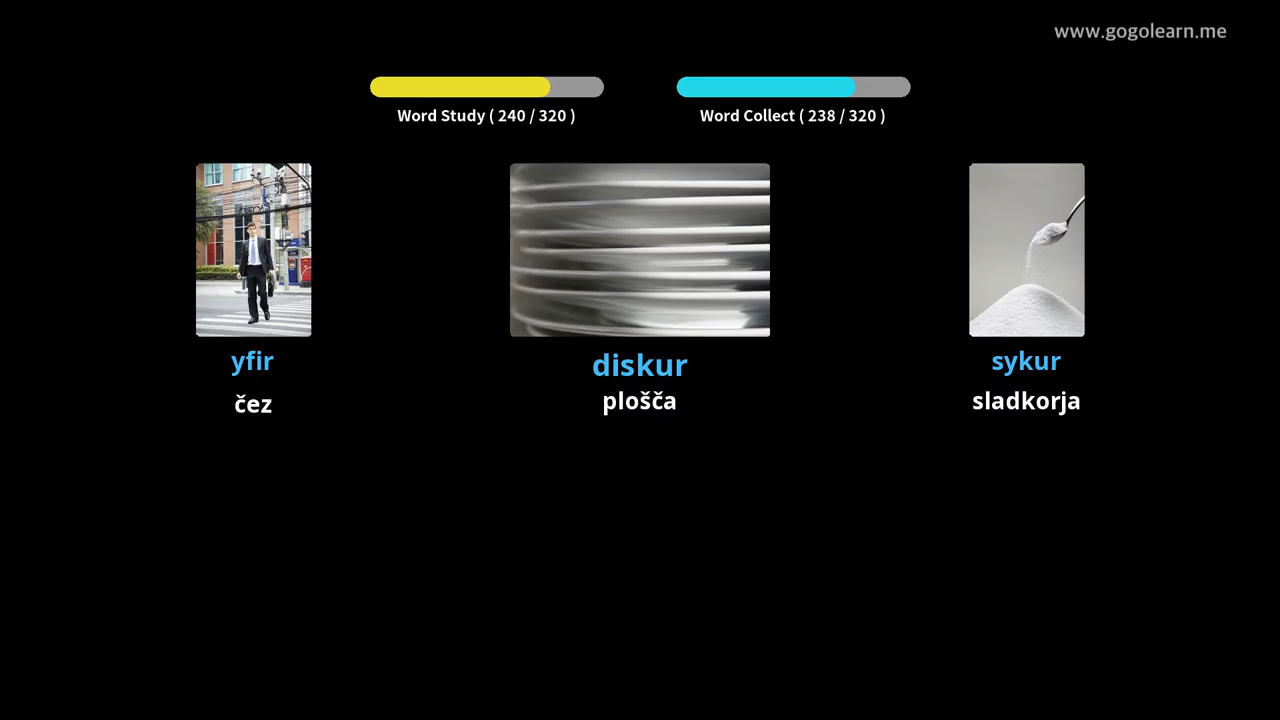 www.gogolearn.me
Word Study ( 240 / 320 )
Word Collect ( 238 / 320 )
yfir
čez
diskur
plošča
sykur
sladkorja